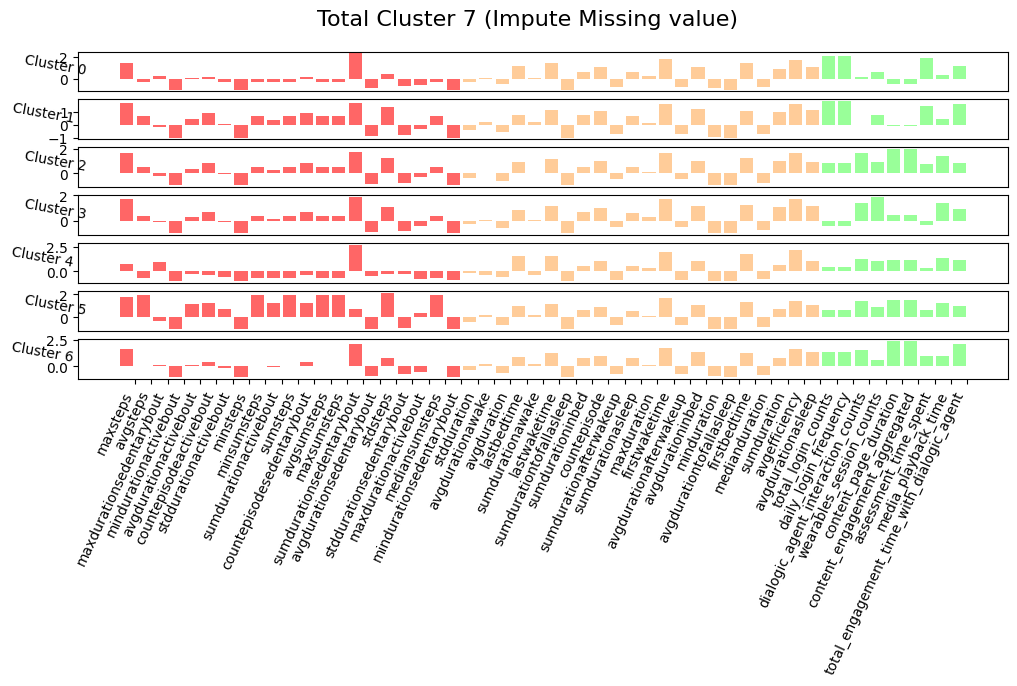 Total Cluster 7 (Impute Missing value)
Cluster 0
2
0
Cluster 1
1
0
−1
Cluster 2
2
0
Cluster 3
2
0
Cluster 4
2.5
0.0
Cluster 5
2
0
Cluster 6
2.5
0.0
maxsteps
avgsteps
maxdurationsedentarybout
mindurationactivebout
avgdurationactivebout
countepisodeactivebout
stddurationactivebout
minsteps
minsumsteps
sumdurationactivebout
sumsteps
countepisodesedentarybout
avgsumsteps
maxsumsteps
sumdurationsedentarybout
avgdurationsedentarybout
stdsteps
stddurationsedentarybout
maxdurationactivebout
mediansumsteps
mindurationsedentarybout
stdduration
avgdurationawake
avgduration
lastbedtime
sumdurationawake
lastwaketime
sumdurationtofallasleep
sumdurationinbed
countepisode
sumdurationafterwakeup
sumdurationasleep
maxduration
firstwaketime
avgdurationafterwakeup
avgdurationinbed
minduration
avgdurationtofallasleep
firstbedtime
medianduration
sumduration
avgefficiency
avgdurationasleep
total_login_counts
daily_login_frequency
dialogic_agent_interaction_counts
wearables_session_counts
content_page_duration
content_engagement_aggregated
assessment_time_spent
media_playback_time
total_engagement_time_with_dialogic_agent